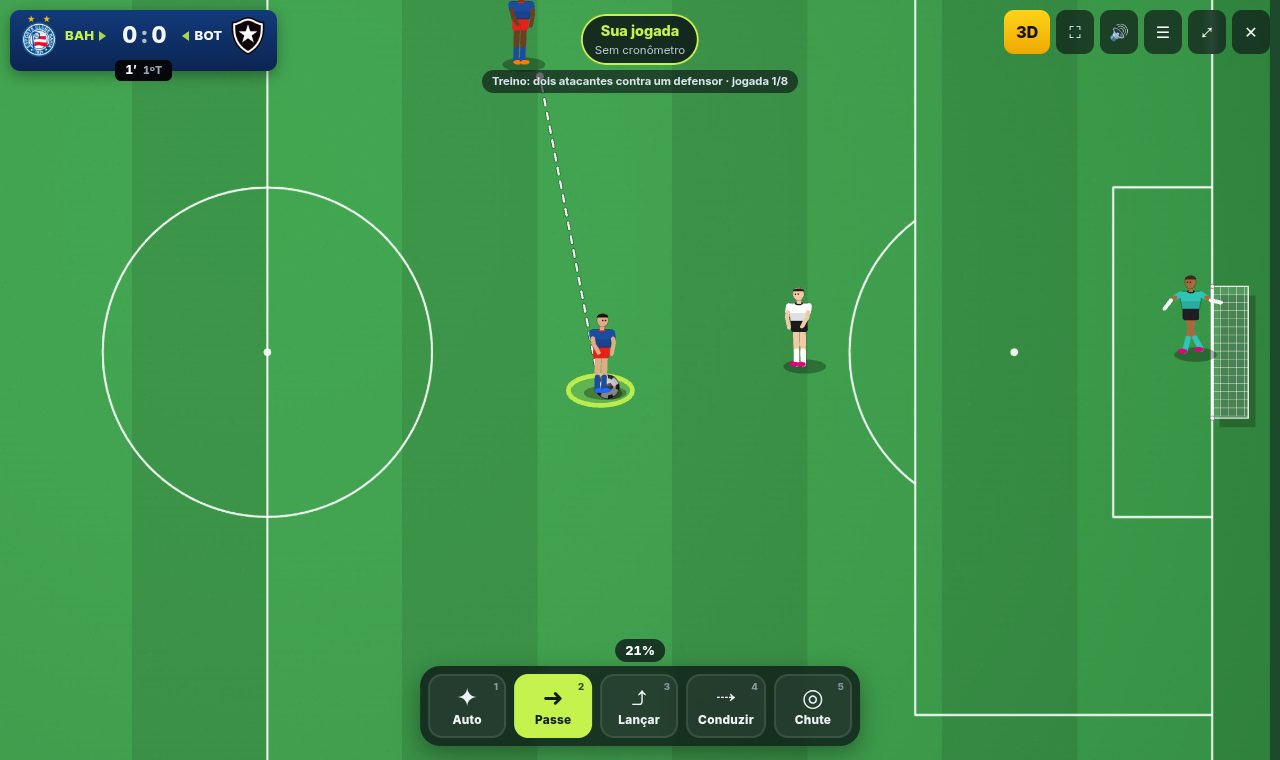 BAH 0:0 BOT
1' 1ºT
Sua jogada
Sem cronômetro
Treino: dois atacantes contra um defensor · jogada 1/8
3D
21%
1
Auto
2
Passe
3
Lançar
4
Conduzir
5
Chute